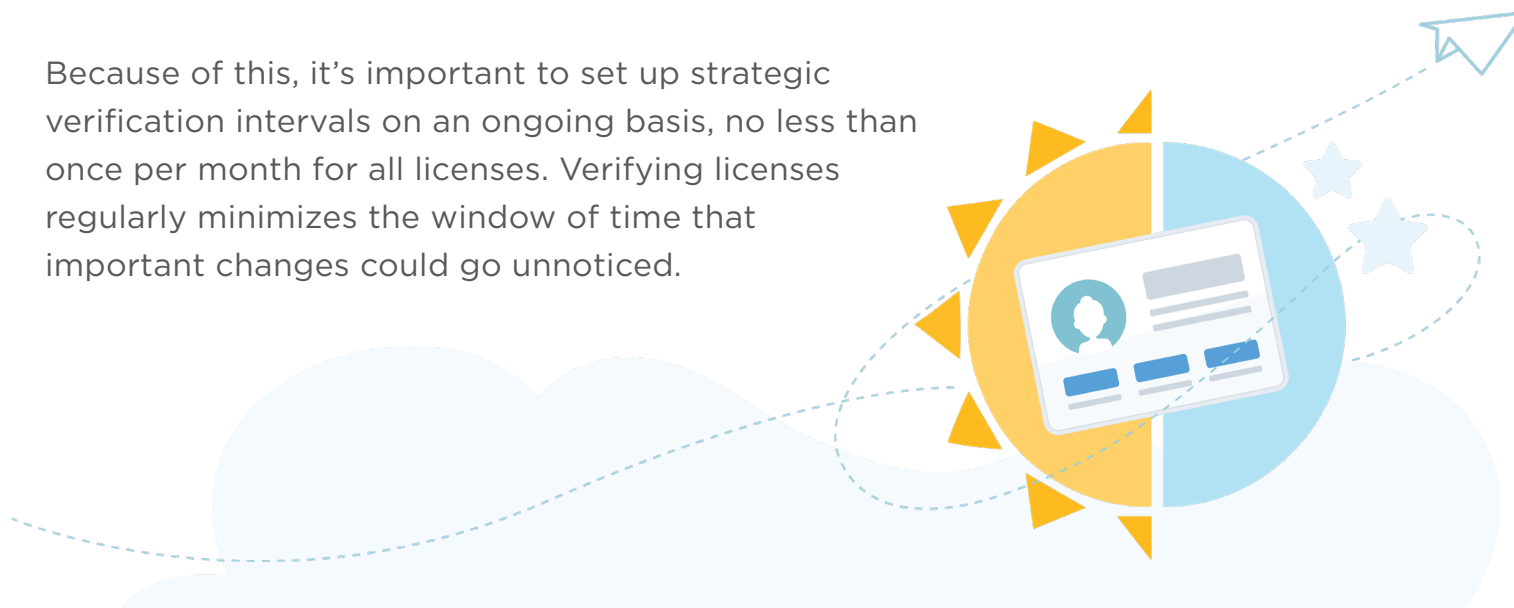 Because of this, it’s important to set up strategic
verification intervals on an ongoing basis, no less than
once per month for all licenses. Verifying licenses
regularly minimizes the window of time that
important changes could go unnoticed.